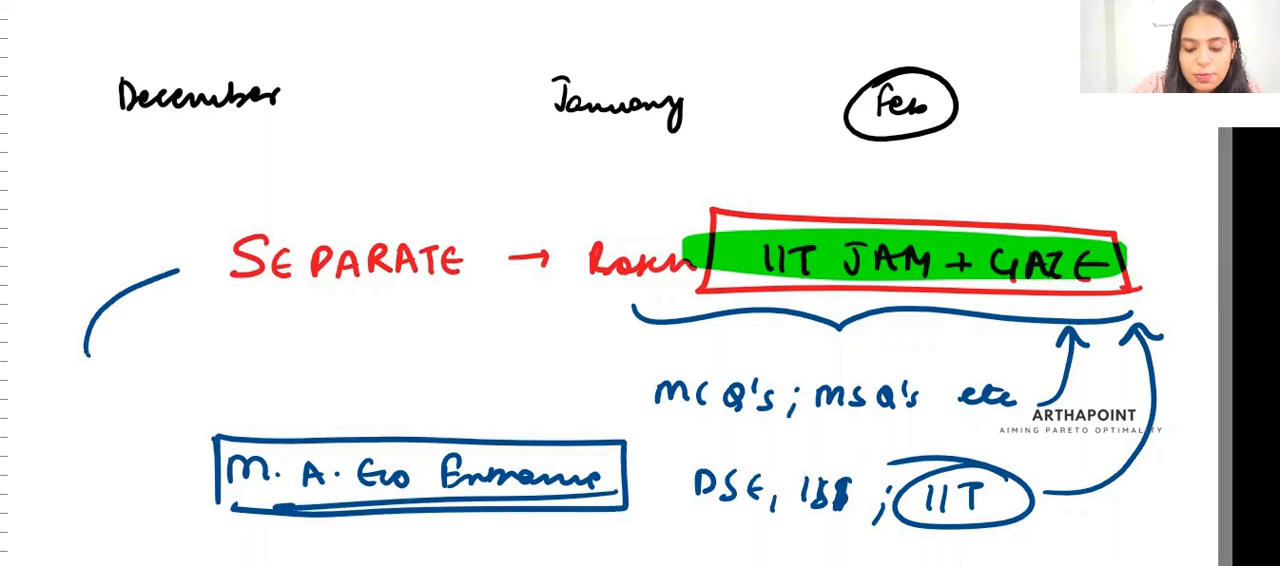 December January Feb
SEPARATE → IIT JAM + GATE
MCQ's ; MSQ's etc
ARTHAPOINT
AIMING PARETO OPTIMALITY
M. A. Eco Entrance
DSE, ISI ; IIT